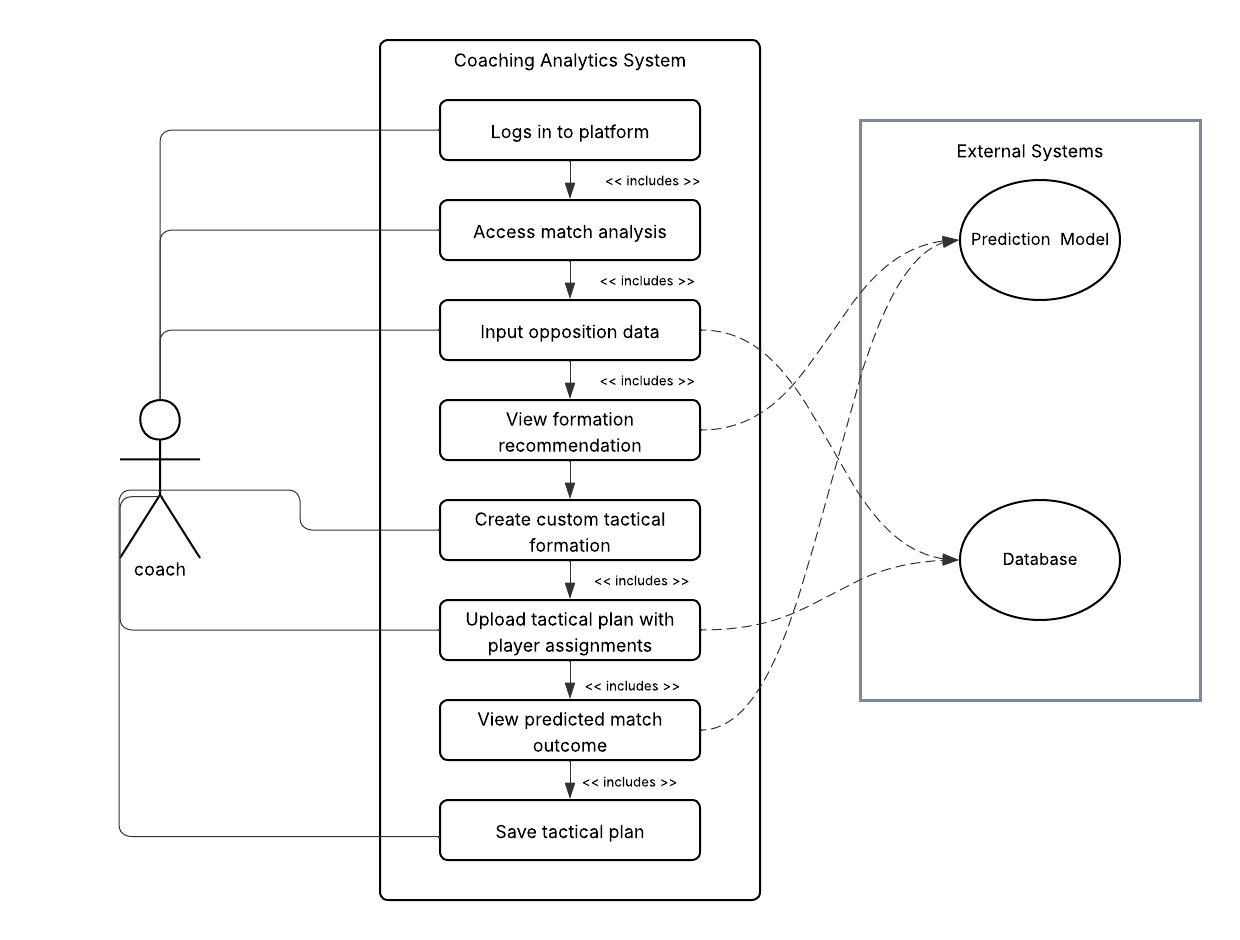 Coaching Analytics System
Logs in to platform
<< includes >>
Access match analysis
<< includes >>
Input opposition data
<< includes >>
View formation
recommendation
Create custom tactical
formation
<< includes >>
Upload tactical plan with
player assignments
<< includes >>
View predicted match
outcome
<< includes >>
Save tactical plan
coach
External Systems
Prediction Model
Database